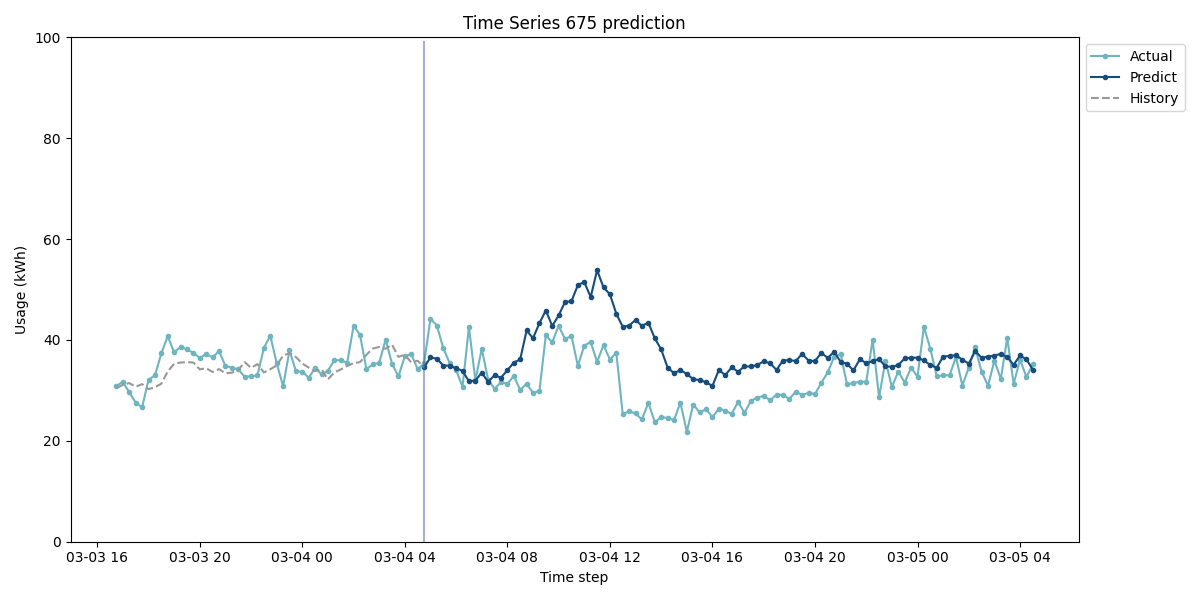 Time Series 675 prediction
100
80
60
40
20
0
Usage (kWh)
03-03 16 03-03 20 03-04 00 03-04 04 03-04 08 03-04 12 03-04 16 03-04 20 03-05 00 03-05 04
Time step
Actual
Predict
History